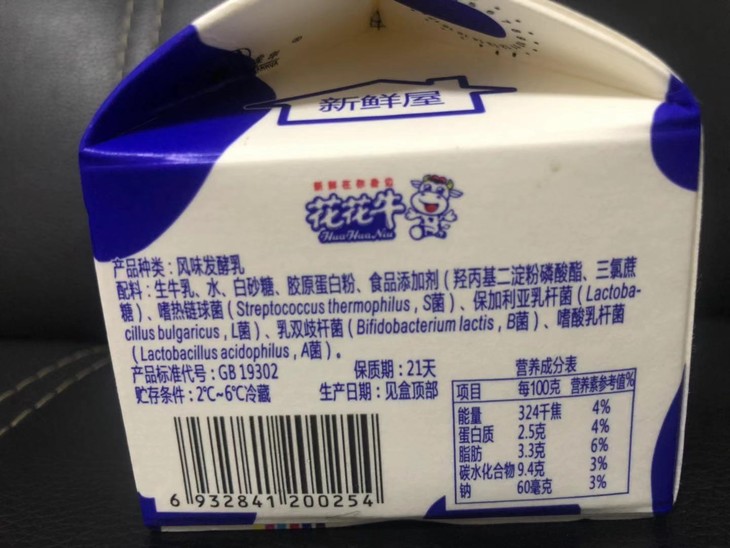 新鲜屋
新鲜在你身边
花花牛
HuaHuaNiu
产品种类：风味发酵乳
配料：生牛乳、水、白砂糖、胶原蛋白粉、食品添加剂（羟丙基二淀粉磷酸酯、三氯蔗
糖）、嗜热链球菌（Streptococcus thermophilus，S菌）、保加利亚乳杆菌（Lactoba-
cillus bulgaricus，L菌）、乳双歧杆菌（Bifidobacterium lactis，B菌）、嗜酸乳杆菌
（Lactobacillus acidophilus，A菌）。
产品标准代号：GB 19302 保质期：21天
贮存条件：2℃~6℃冷藏 生产日期：见盒顶部
营养成分表
项目 每100克 营养素参考值%
能量 324千焦 4%
蛋白质 2.5克 4%
脂肪 3.3克 6%
碳水化合物 9.4克 3%
钠 60毫克 3%
6 932841 200254